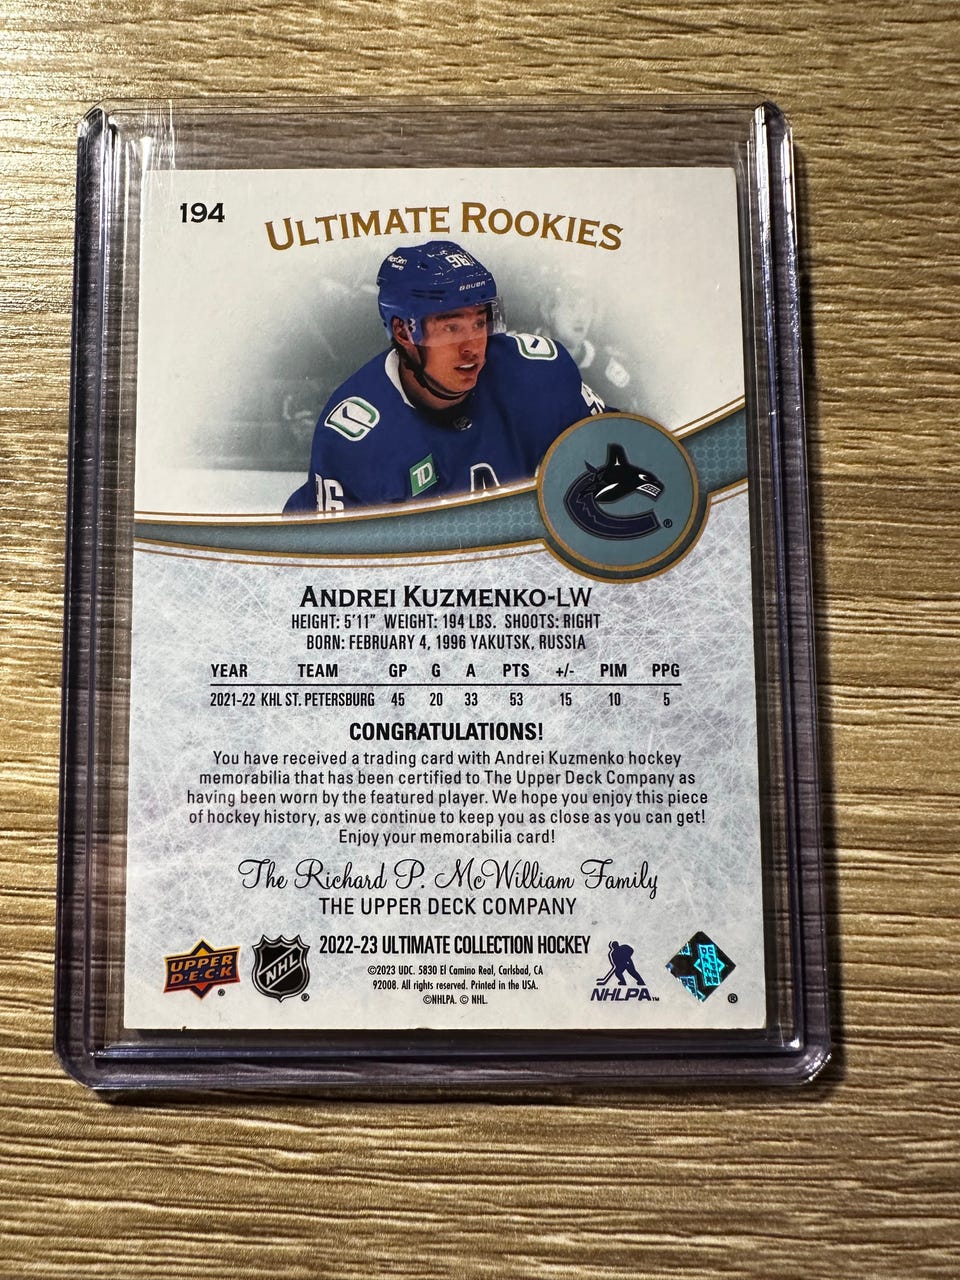 194
ULTIMATE ROOKIES
96
BAUER
TD
96
ANDREI KUZMENKO-LW
HEIGHT: 5'11" WEIGHT: 194 LBS. SHOOTS: RIGHT
BORN: FEBRUARY 4, 1996 YAKUTSK, RUSSIA
YEAR TEAM GP G A PTS +/- PIM PPG
2021-22 KHL ST. PETERSBURG 45 20 33 53 15 10 5
CONGRATULATIONS!
You have received a trading card with Andrei Kuzmenko hockey
memorabilia that has been certified to The Upper Deck Company as
having been worn by the featured player. We hope you enjoy this piece
of hockey history, as we continue to keep you as close as you can get!
Enjoy your memorabilia card!
The Richard P. McWilliam Family
THE UPPER DECK COMPANY
2022-23 ULTIMATE COLLECTION HOCKEY
UPPER
D·E·C·K
®
NHL
®
©2023 UDC. 5830 El Camino Real, Carlsbad, CA
92008. All rights reserved. Printed in the USA.
©NHLPA. © NHL.
NHLPA™
®